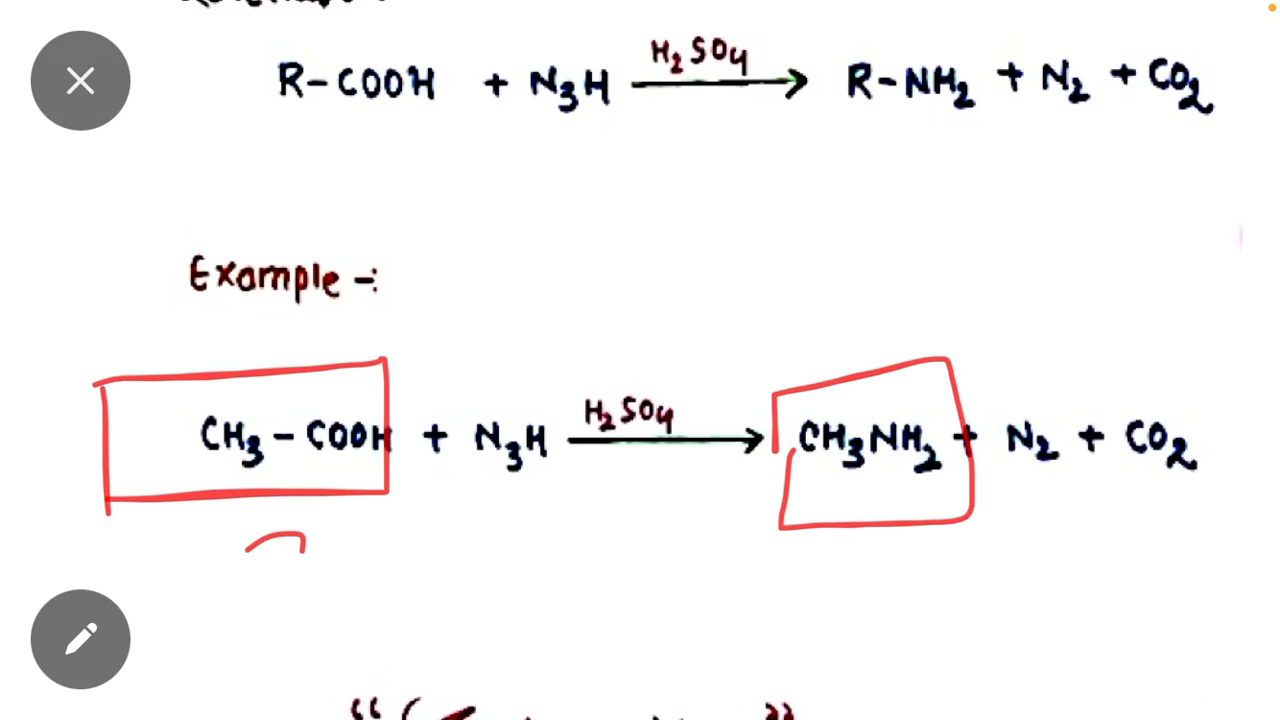 R-COOH + N₃H H₂SO₄ → R-NH₂ + N₂ + CO₂
Example -:
CH₃-COOH + N₃H H₂SO₄ → CH₃NH₂ + N₂ + CO₂